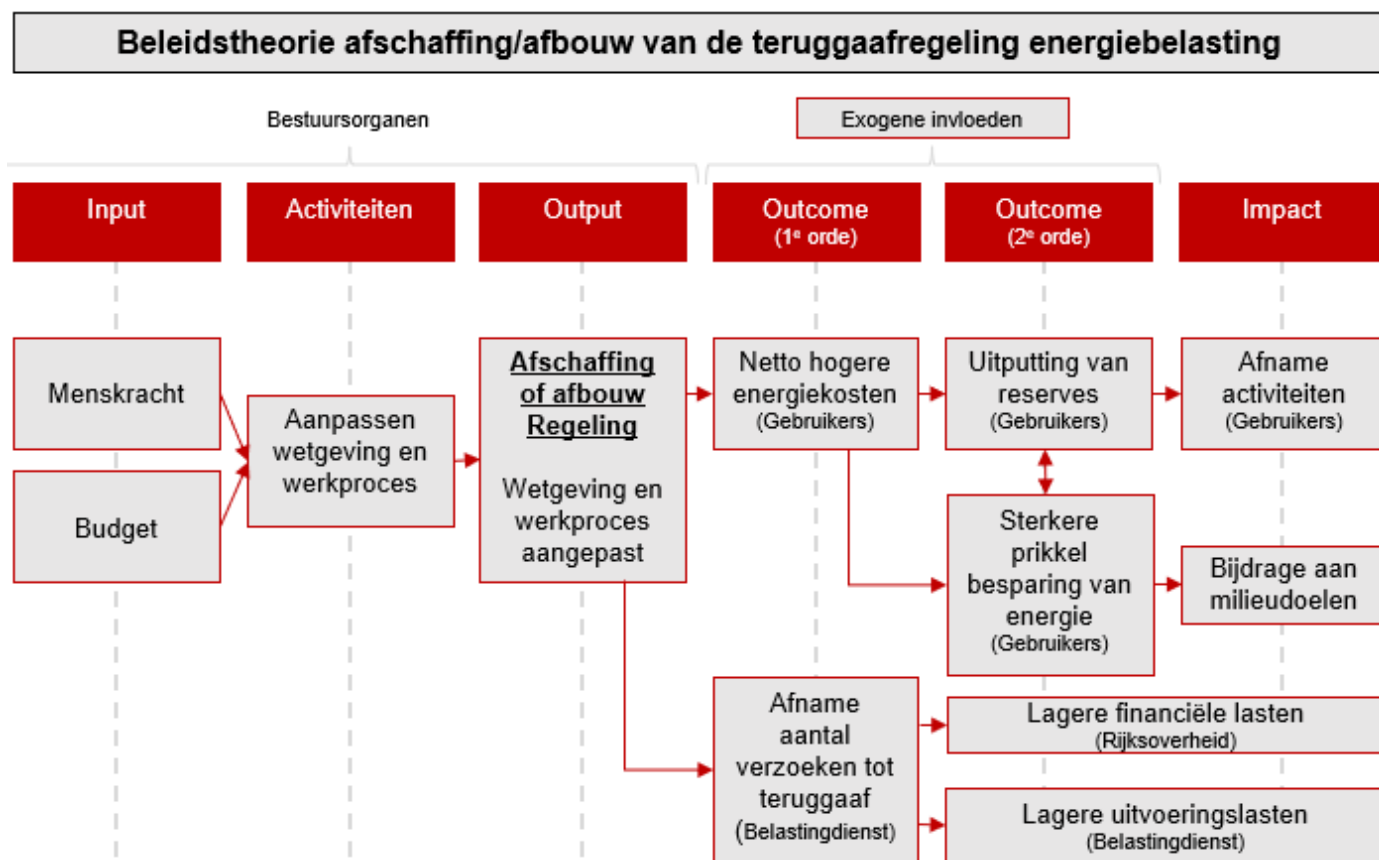 Beleidstheorie afschaffing/afbouw van de teruggaafregeling energiebelasting
Bestuursorganen
Exogene invloeden
Input
Activiteiten
Output
Outcome
(1e orde)
Outcome
(2e orde)
Impact
Menskracht
Budget
Aanpassen
wetgeving en
werkproces
Afschaffing
of afbouw
Regeling
Wetgeving en
werkproces
aangepast
Netto hogere
energiekosten
(Gebruikers)
Uitputting van
reserves
(Gebruikers)
Afname
activiteiten
(Gebruikers)
Sterkere
prikkel
besparing van
energie
(Gebruikers)
Bijdrage aan
milieudoelen
Afname
aantal
verzoeken tot
teruggaaf
(Belastingdienst)
Lagere financiële lasten
(Rijksoverheid)
Lagere uitvoeringslasten
(Belastingdienst)